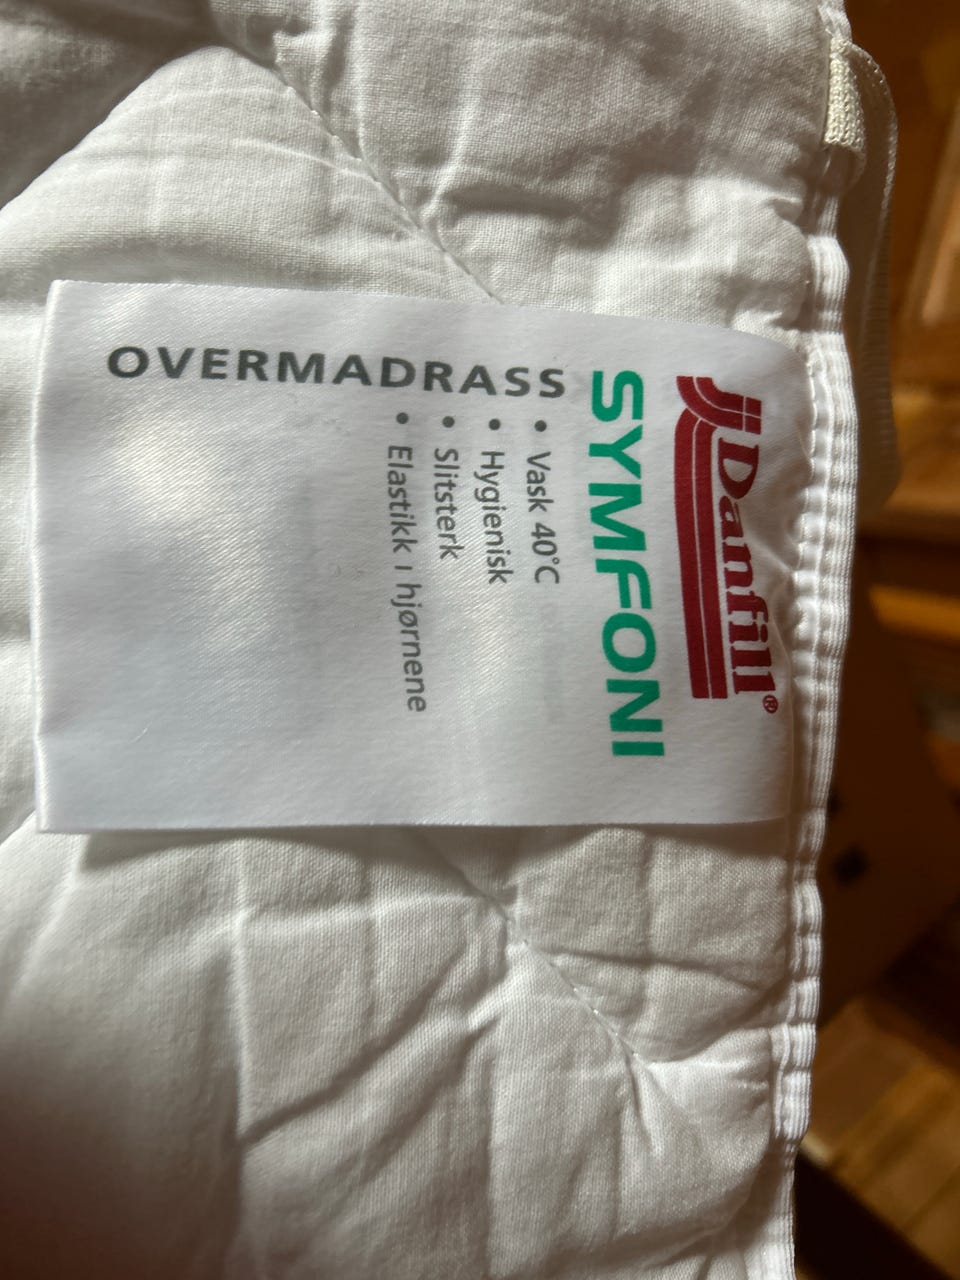 Danfill®
SYMFONI
• Vask 40°C
• Hygienisk
• Slitsterk
• Elastikk i hjørnene
OVERMADRASS